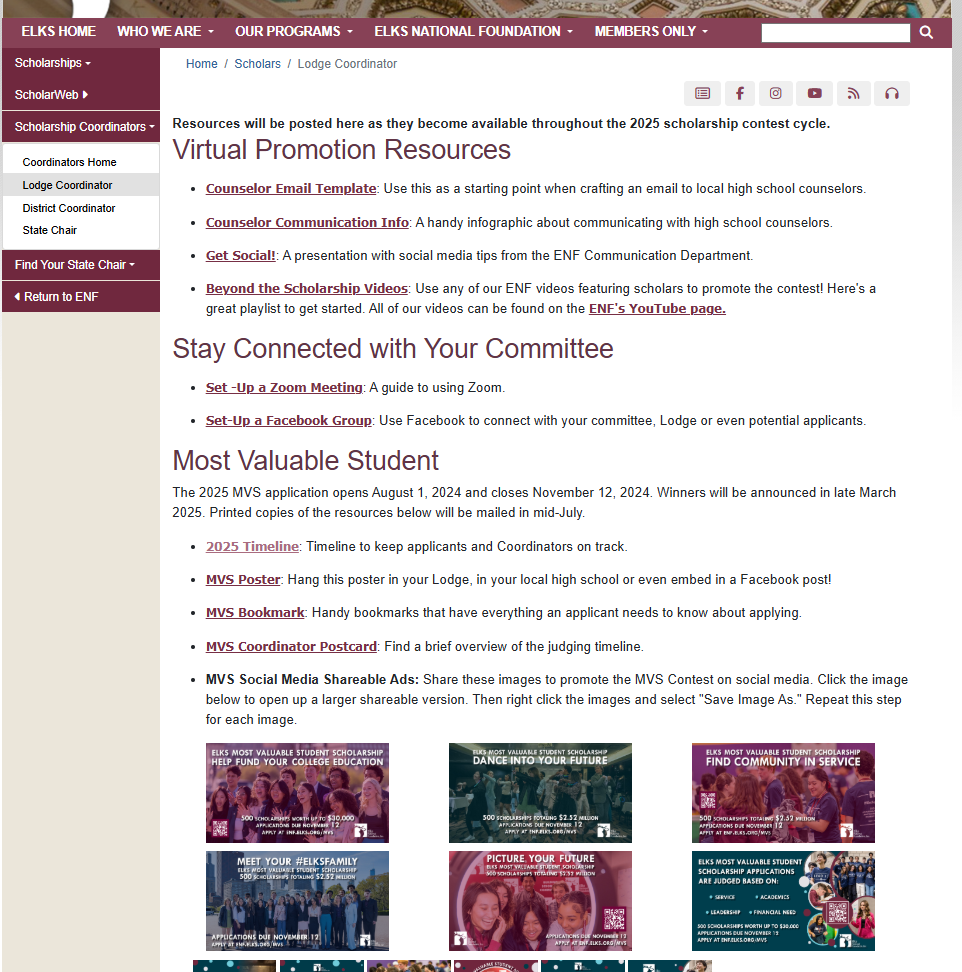 ELKS HOME WHO WE ARE OUR PROGRAMS ELKS NATIONAL FOUNDATION MEMBERS ONLY
Scholarships
ScholarWeb
Scholarship Coordinators
Coordinators Home
Lodge Coordinator
District Coordinator
State Chair
Find Your State Chair
Return to ENF
Home / Scholars / Lodge Coordinator
Resources will be posted here as they become available throughout the 2025 scholarship contest cycle.
Virtual Promotion Resources
• Counselor Email Template: Use this as a starting point when crafting an email to local high school counselors.
• Counselor Communication Info: A handy infographic about communicating with high school counselors.
• Get Social!: A presentation with social media tips from the ENF Communication Department.
• Beyond the Scholarship Videos: Use any of our ENF videos featuring scholars to promote the contest! Here's a
great playlist to get started. All of our videos can be found on the ENF's YouTube page.
Stay Connected with Your Committee
• Set -Up a Zoom Meeting: A guide to using Zoom.
• Set-Up a Facebook Group: Use Facebook to connect with your committee, Lodge or even potential applicants.
Most Valuable Student
The 2025 MVS application opens August 1, 2024 and closes November 12, 2024. Winners will be announced in late March
2025. Printed copies of the resources below will be mailed in mid-July.
• 2025 Timeline: Timeline to keep applicants and Coordinators on track.
• MVS Poster: Hang this poster in your Lodge, in your local high school or even embed in a Facebook post!
• MVS Bookmark: Handy bookmarks that have everything an applicant needs to know about applying.
• MVS Coordinator Postcard: Find a brief overview of the judging timeline.
• MVS Social Media Shareable Ads: Share these images to promote the MVS Contest on social media. Click the image
below to open up a larger shareable version. Then right click the images and select "Save Image As." Repeat this step
for each image.
ELKS MOST VALUABLE STUDENT SCHOLARSHIP
HELP FUND YOUR COLLEGE EDUCATION
500 SCHOLARSHIPS WORTH UP TO $30,000
APPLICATIONS DUE NOVEMBER 12
APPLY AT ENF.ELKS.ORG/MVS
ELKS MOST VALUABLE STUDENT SCHOLARSHIP
DANCE INTO YOUR FUTURE
500 SCHOLARSHIPS TOTALING $2.52 MILLION
APPLICATIONS DUE NOVEMBER 12
APPLY AT ENF.ELKS.ORG/MVS
ELKS MOST VALUABLE STUDENT SCHOLARSHIP
FIND COMMUNITY IN SERVICE
500 SCHOLARSHIPS TOTALING $2.52 MILLION
APPLICATIONS DUE NOVEMBER 12
APPLY AT ENF.ELKS.ORG/MVS
MEET YOUR #ELKSFAMILY
ELKS MOST VALUABLE STUDENT SCHOLARSHIP
500 SCHOLARSHIPS TOTALING $2.52 MILLION
APPLICATIONS DUE NOVEMBER 12
APPLY AT ENF.ELKS.ORG/MVS
PICTURE YOUR FUTURE
ELKS MOST VALUABLE STUDENT SCHOLARSHIP
500 SCHOLARSHIPS TOTALING $2.52 MILLION
APPLICATIONS DUE NOVEMBER 12
APPLY AT ENF.ELKS.ORG/MVS
ELKS MOST VALUABLE STUDENT
SCHOLARSHIP APPLICATIONS
ARE JUDGED BASED ON:
• SERVICE • ACADEMICS
• LEADERSHIP • FINANCIAL NEED
500 SCHOLARSHIPS WORTH UP TO $30,000
APPLICATIONS DUE NOVEMBER 12
APPLY AT ENF.ELKS.ORG/MVS